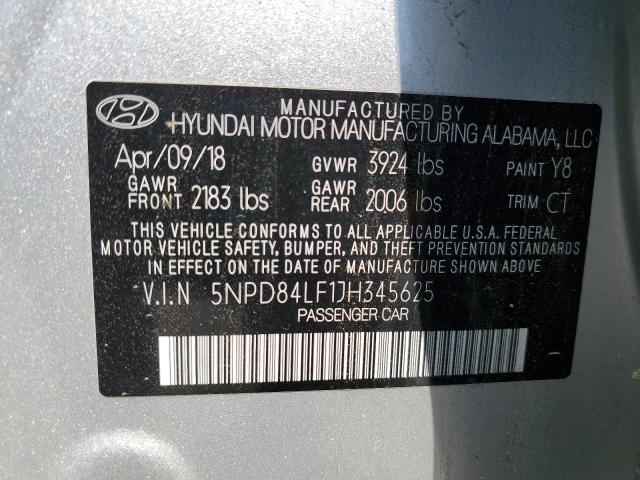 MANUFACTURED BY
HYUNDAI MOTOR MANUFACTURING ALABAMA, LLC
Apr/09/18 GVWR 3924 lbs PAINT Y8
GAWR FRONT 2183 lbs GAWR REAR 2006 lbs TRIM CT
THIS VEHICLE CONFORMS TO ALL APPLICABLE U.S.A. FEDERAL
MOTOR VEHICLE SAFETY, BUMPER, AND THEFT PREVENTION STANDARDS
IN EFFECT ON THE DATE OF MANUFACTURE SHOWN ABOVE.
V.I.N 5NPD84LF1JH345625
PASSENGER CAR